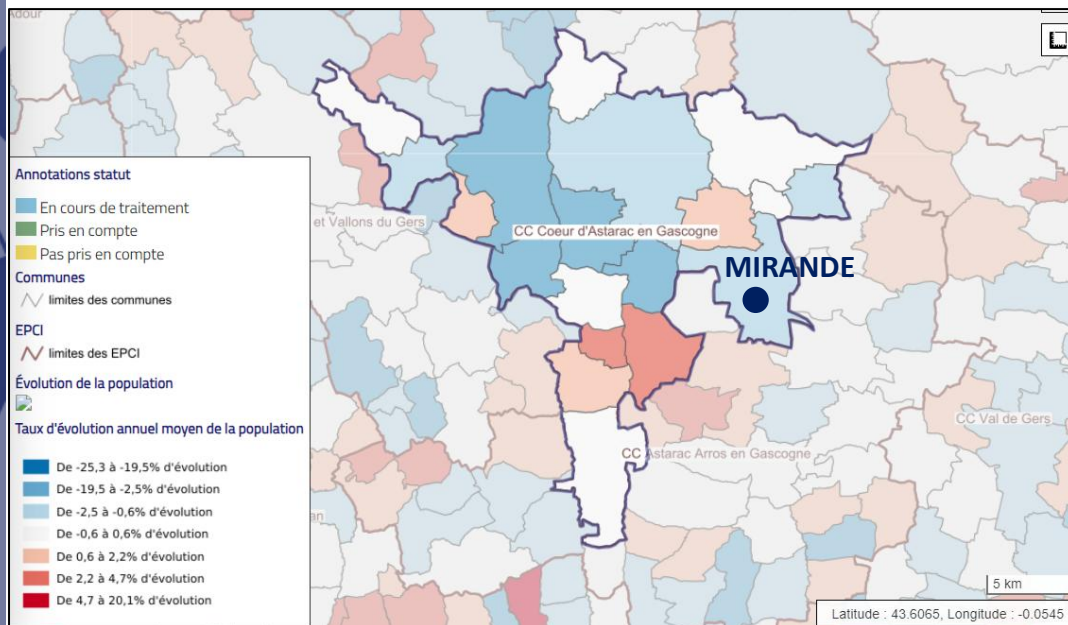 Adour
et Vallons du Gers
CC Coeur d'Astarac en Gascogne
MIRANDE
CC Val de Gers
CC Astarac Arros en Gascogne
an
Annotations statut
En cours de traitement
Pris en compte
Pas pris en compte
Communes
limites des communes
EPCI
limites des EPCI
Évolution de la population
Taux d'évolution annuel moyen de la population
De -25,3 à -19,5% d'évolution
De -19,5 à -2,5% d'évolution
De -2,5 à -0,6% d'évolution
De -0,6 à 0,6% d'évolution
De 0,6 à 2,2% d'évolution
De 2,2 à 4,7% d'évolution
De 4,7 à 20,1% d'évolution
5 km
Latitude : 43.6065, Longitude : -0.0545